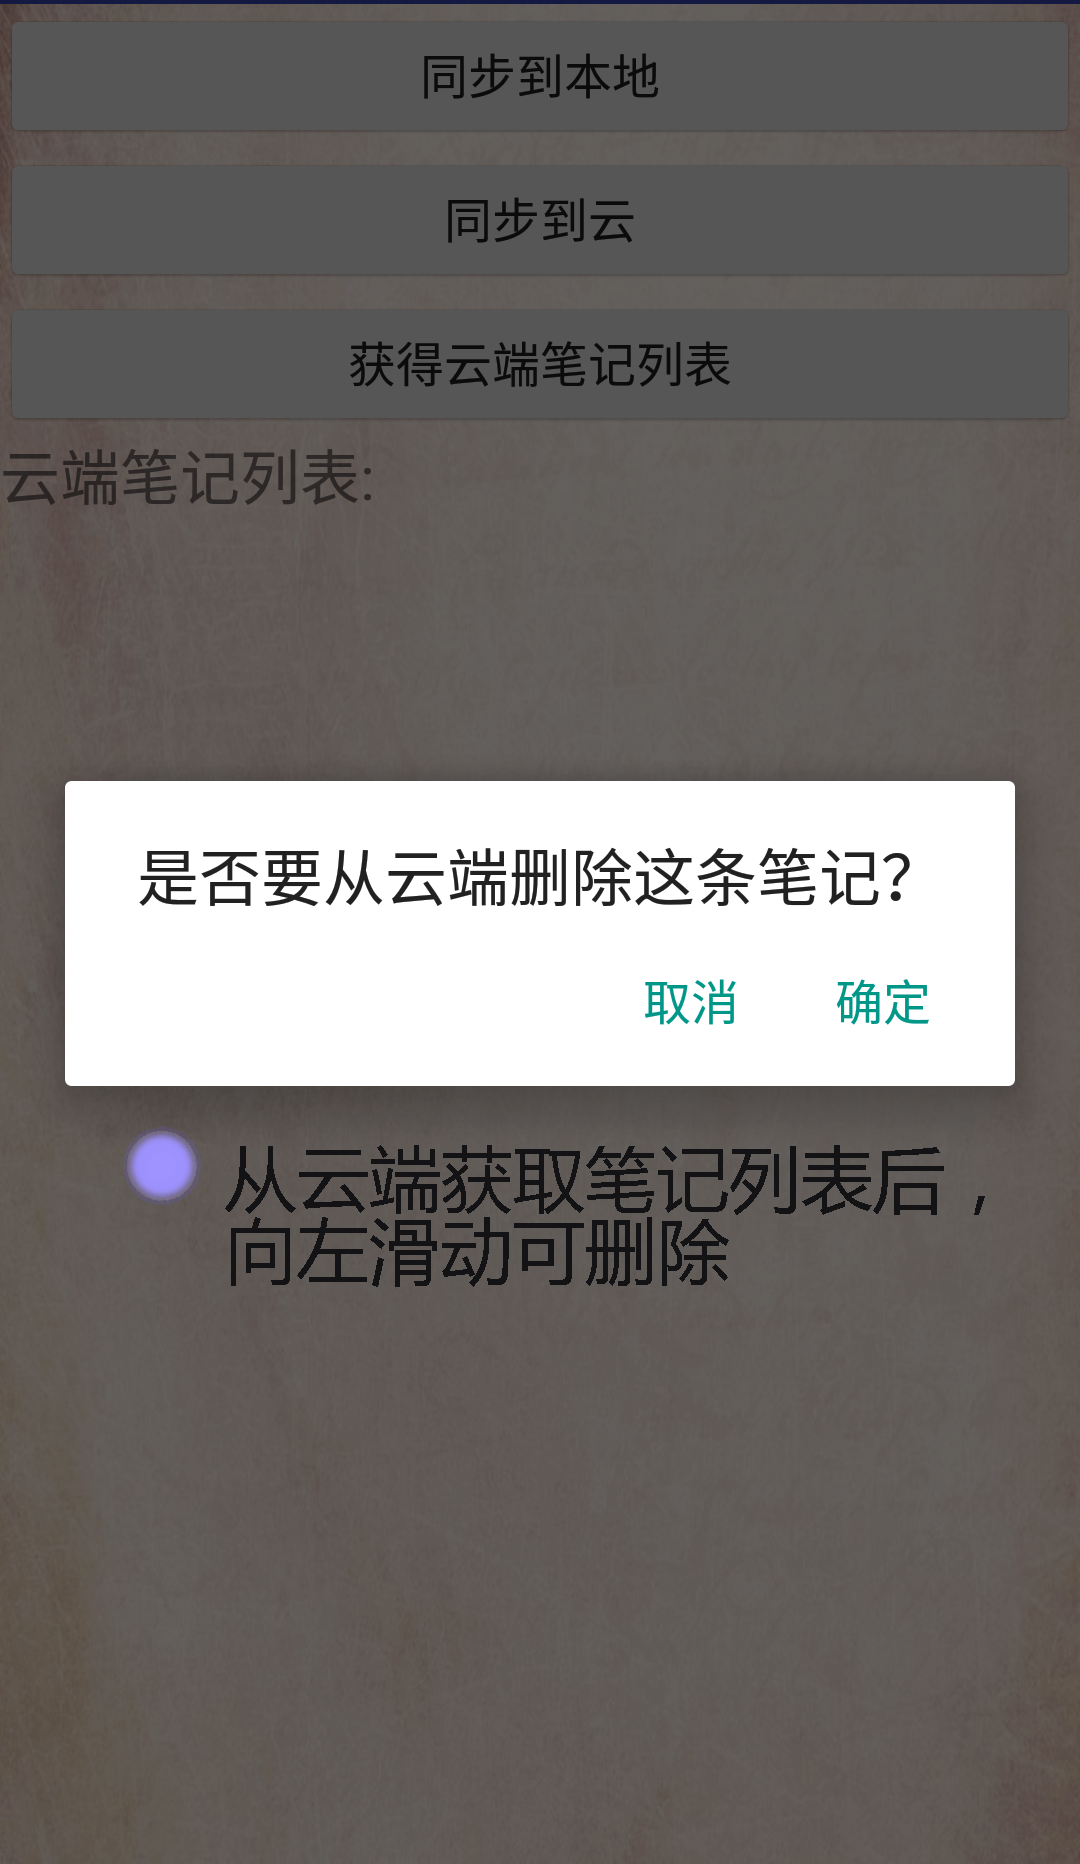 同步到本地
同步到云
获得云端笔记列表
云端笔记列表:
是否要从云端删除这条笔记?
取消 确定
从云端获取笔记列表后，
向左滑动可删除